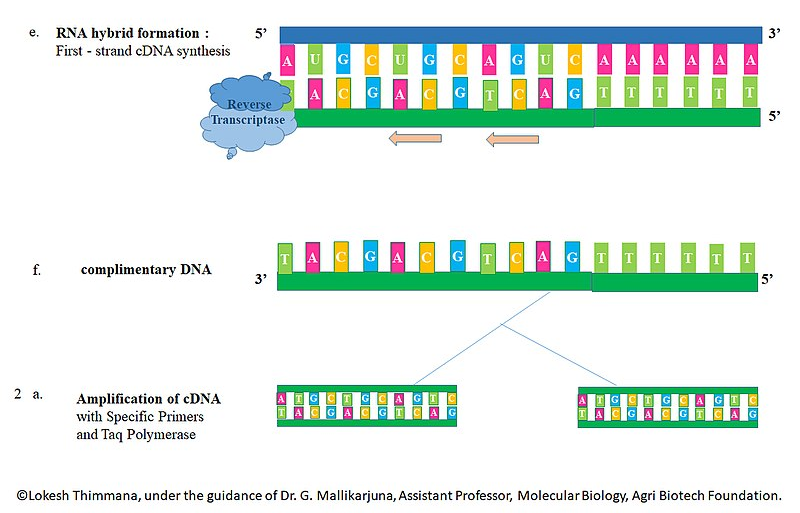 e. RNA hybrid formation : 5’ 3’
First - strand cDNA synthesis
A U G C U G C A G U C A A A A A A
Reverse
Transcriptase
T A C G A C G T C A G T T T T T T
5’
T A C G A C G T C A G T T T T T T
f. complimentary DNA
3’ 5’
2 a. Amplification of cDNA
with Specific Primers
and Taq Polymerase
A T G C T G C A G T C
T A C G A C G T C A G
A T G C T G C A G T C
T A C G A C G T C A G
©Lokesh Thimmana, under the guidance of Dr. G. Mallikarjuna, Assistant Professor, Molecular Biology, Agri Biotech Foundation.